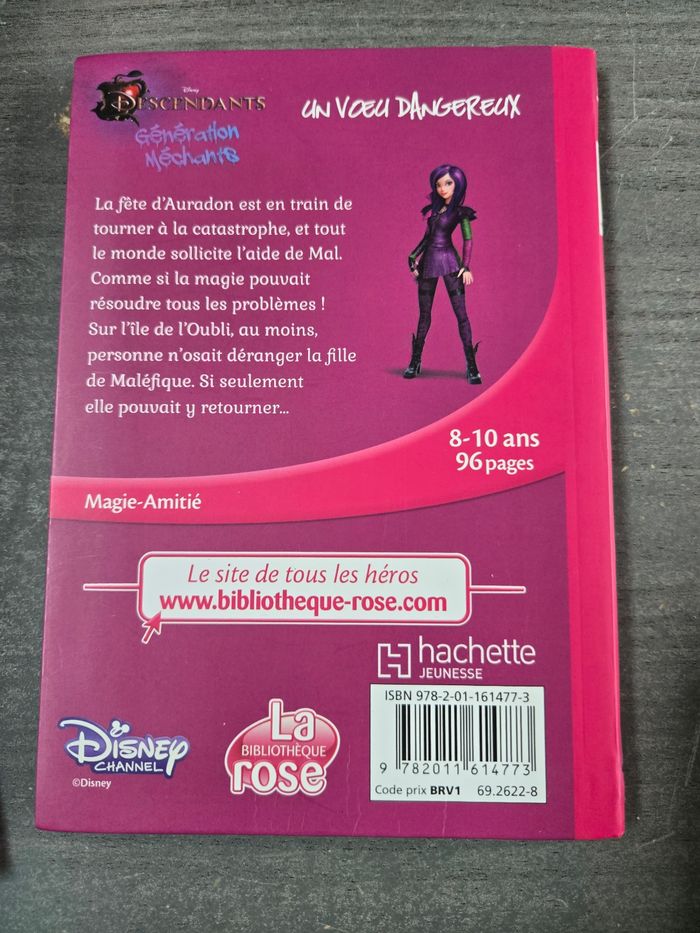 Disney
DESCENDANTS
Génération
Méchants
UN VOEU DANGEREUX
La fête d'Auradon est en train de
tourner à la catastrophe, et tout
le monde sollicite l'aide de Mal.
Comme si la magie pouvait
résoudre tous les problèmes !
Sur l'île de l'Oubli, au moins,
personne n'osait déranger la fille
de Maléfique. Si seulement
elle pouvait y retourner...
8-10 ans
96 pages
Magie-Amitié
Le site de tous les héros
www.bibliotheque-rose.com
hachette
JEUNESSE
ISBN 978-2-01-161477-3
9 782011 614773
Code prix BRV1 69.2622-8
Disney
CHANNEL
©Disney
La
BIBLIOTHÈQUE
rose